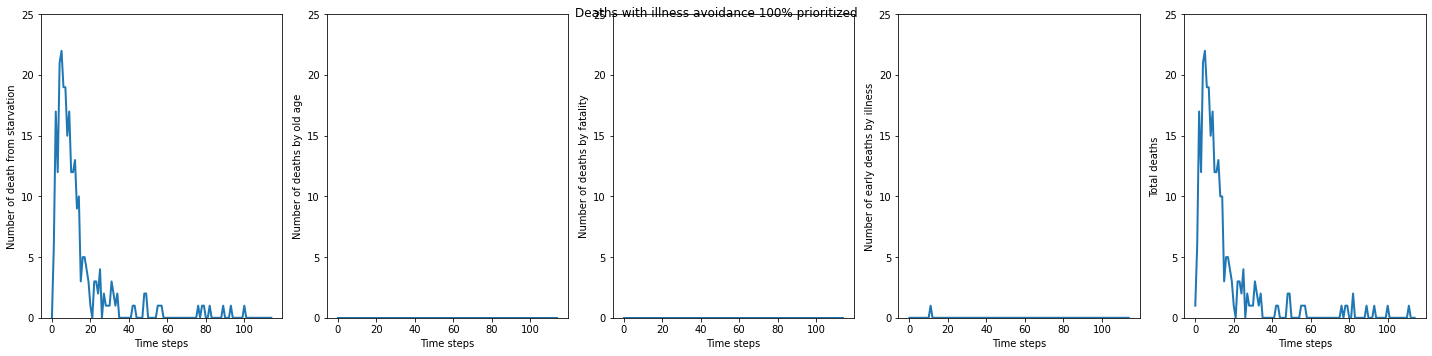 Deaths with illness avoidance 100% prioritized
Number of death from starvation
25
20
15
10
5
0
0 20 40 60 80 100
Time steps
Number of deaths by old age
25
20
15
10
5
0
0 20 40 60 80 100
Time steps
Number of deaths by fatality
25
20
15
10
5
0
0 20 40 60 80 100
Time steps
Number of early deaths by illness
25
20
15
10
5
0
0 20 40 60 80 100
Time steps
Total deaths
25
20
15
10
5
0
0 20 40 60 80 100
Time steps